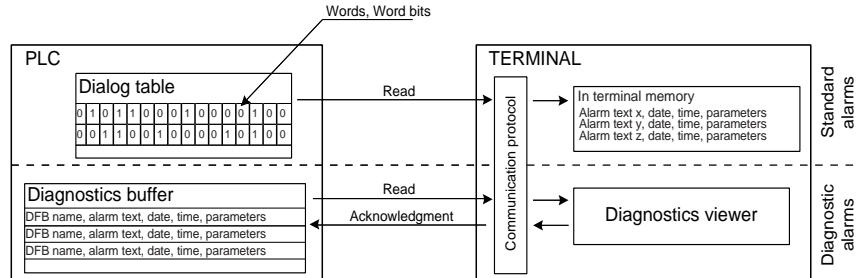 Words, Word bits
PLC
TERMINAL
Dialog table
0 1 0 1 1 0 0 1 0 0 0 0 0 1 0 0
0 0 1 1 0 0 1 0 0 0 0 1 0 1 0 0
Read
Communication protocol
In terminal memory
Alarm text x, date, time, parameters
Alarm text y, date, time, parameters
Alarm text z, date, time, parameters
Standard
alarms
Diagnostics buffer
DFB name, alarm text, date, time, parameters
DFB name, alarm text, date, time, parameters
DFB name, alarm text, date, time, parameters
Read
Acknowledgment
Diagnostics viewer
Diagnostic
alarms